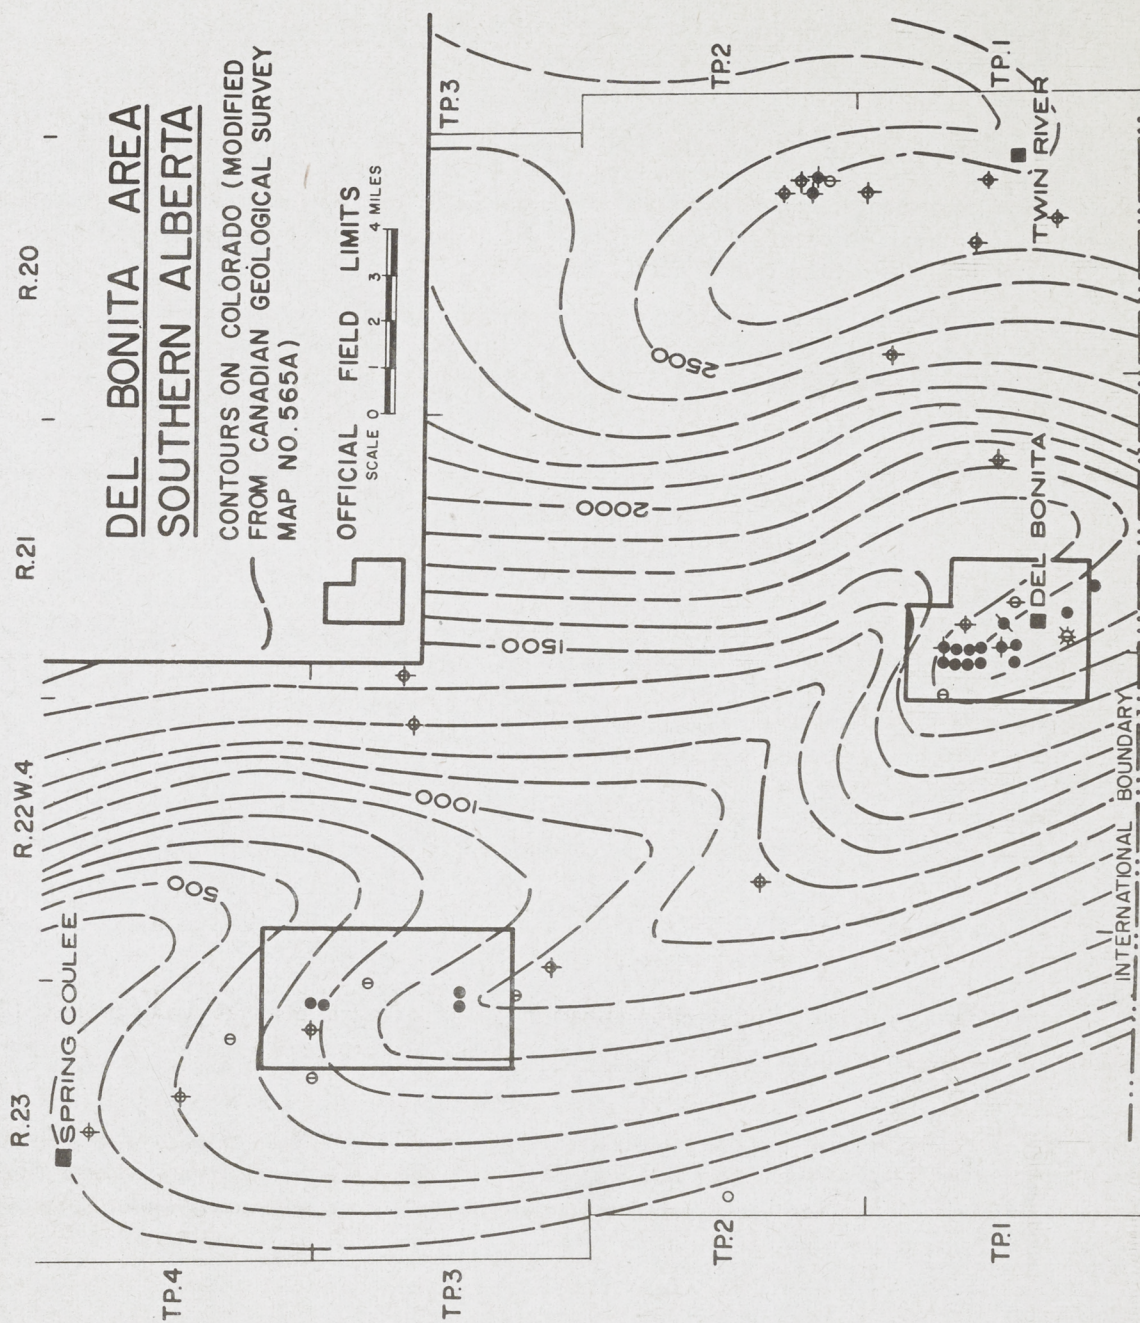 DEL BONITA AREA
SOUTHERN ALBERTA
CONTOURS ON COLORADO (MODIFIED
FROM CANADIAN GEOLOGICAL SURVEY
MAP NO. 565A)
OFFICIAL FIELD LIMITS
SCALE 0 1 2 3 4 MILES
R.23
R.22W.4
R.21
R.20
SPRING COULEE
500
1000
1500
2000
2500
TP.3
TP.2
TP.1
TWIN RIVER
DEL BONITA
INTERNATIONAL BOUNDARY
TP.4
TP.3
TP.2
TP.1